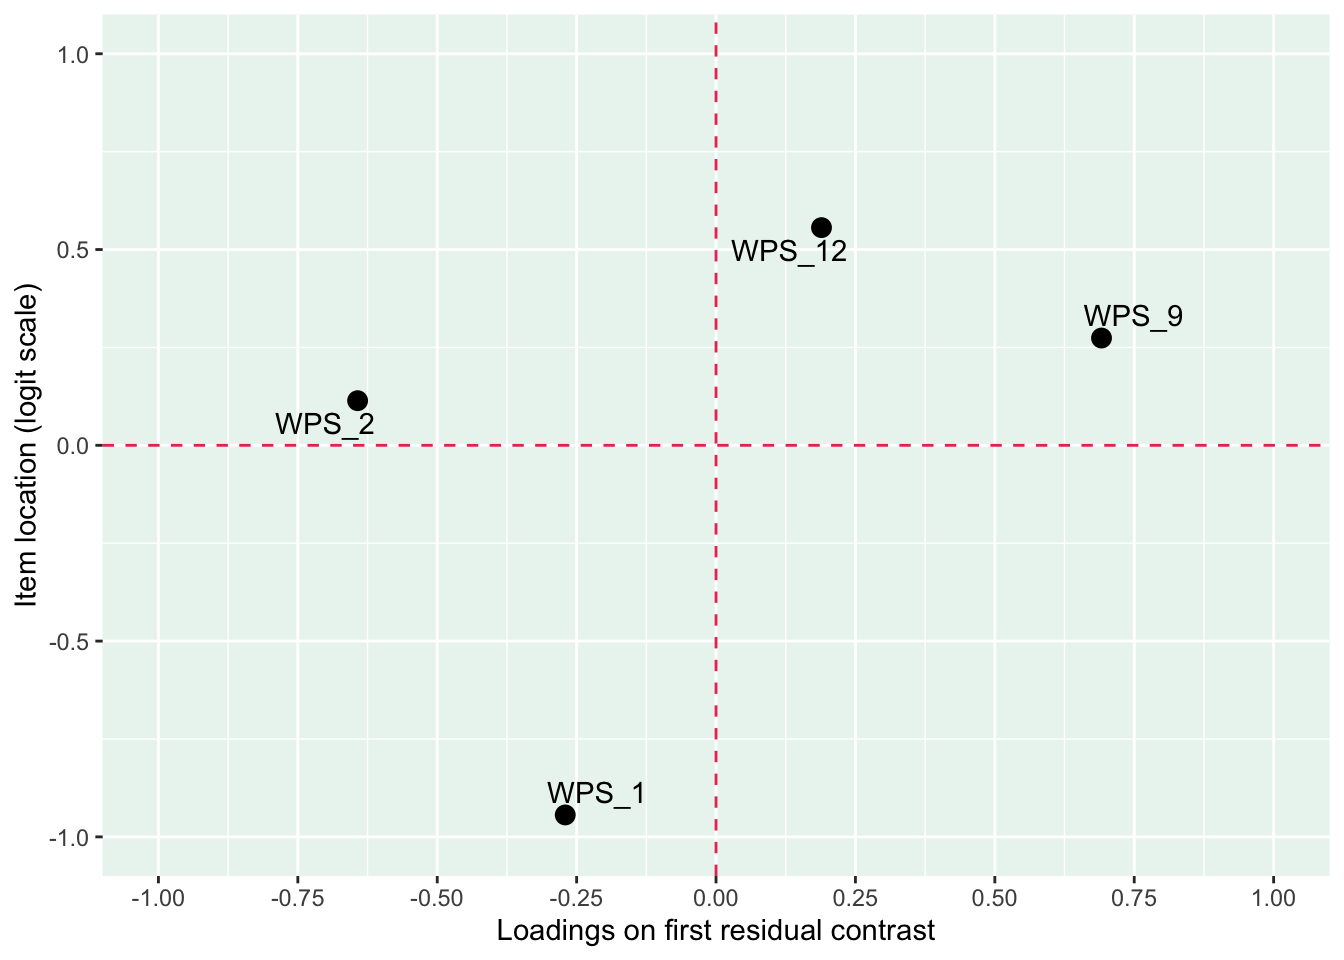 1.0
WPS_12
0.5
WPS_9
WPS_2
0.0
-0.5
WPS_1
-1.0
Item location (logit scale)
-1.00 -0.75 -0.50 -0.25 0.00 0.25 0.50 0.75 1.00
Loadings on first residual contrast